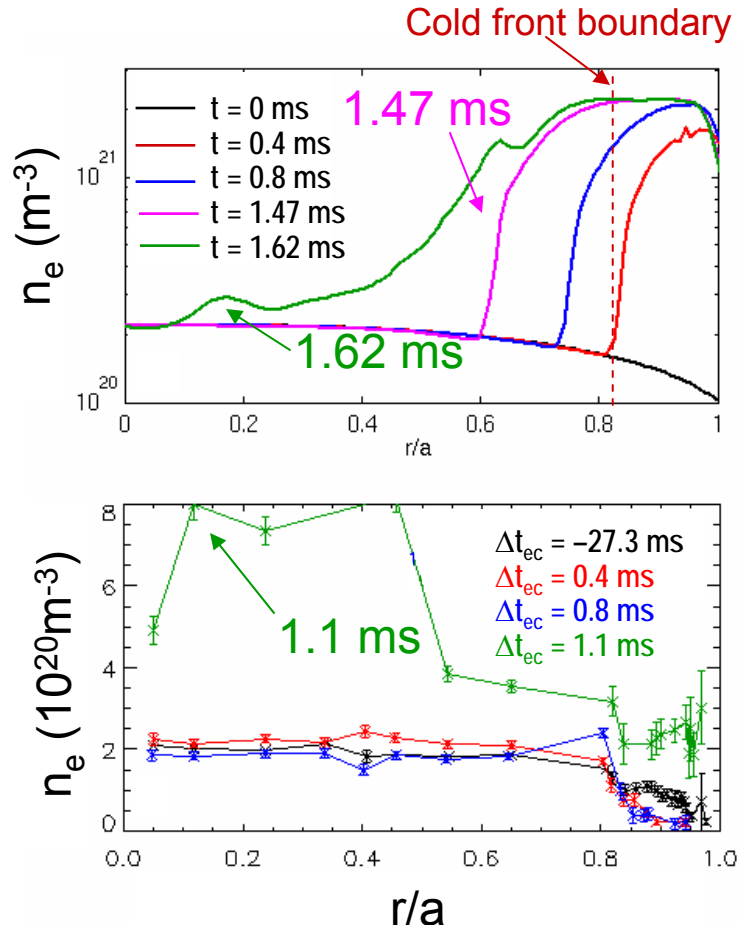 Cold front boundary
t = 0 ms
t = 0.4 ms
t = 0.8 ms
t = 1.47 ms
t = 1.62 ms
1.47 ms
1.62 ms
n_e (m^-3)
10^21
10^20
0 0.2 0.4 0.6 0.8 1
r/a
Δt_ec = −27.3 ms
Δt_ec = 0.4 ms
Δt_ec = 0.8 ms
Δt_ec = 1.1 ms
1.1 ms
n_e (10^20m^-3)
8
6
4
2
0
0.0 0.2 0.4 0.6 0.8 1.0
r/a